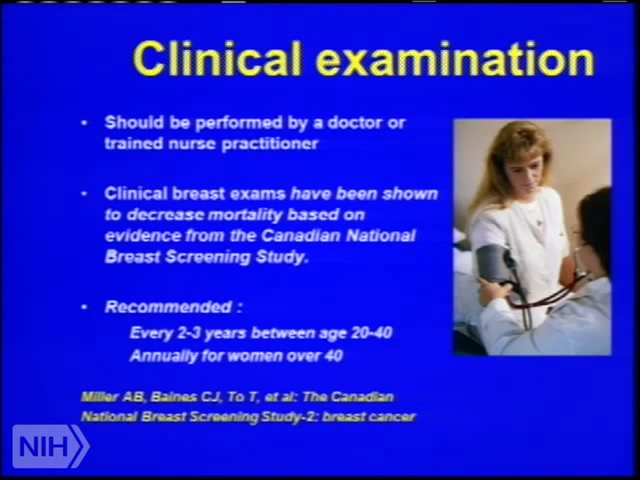 Clinical examination
• Should be performed by a doctor or
trained nurse practitioner
• Clinical breast exams have been shown
to decrease mortality based on
evidence from the Canadian National
Breast Screening Study.
• Recommended :
Every 2-3 years between age 20-40
Annually for women over 40
Miller AB, Baines CJ, To T, et al: The Canadian
National Breast Screening Study-2: breast cancer
NIH